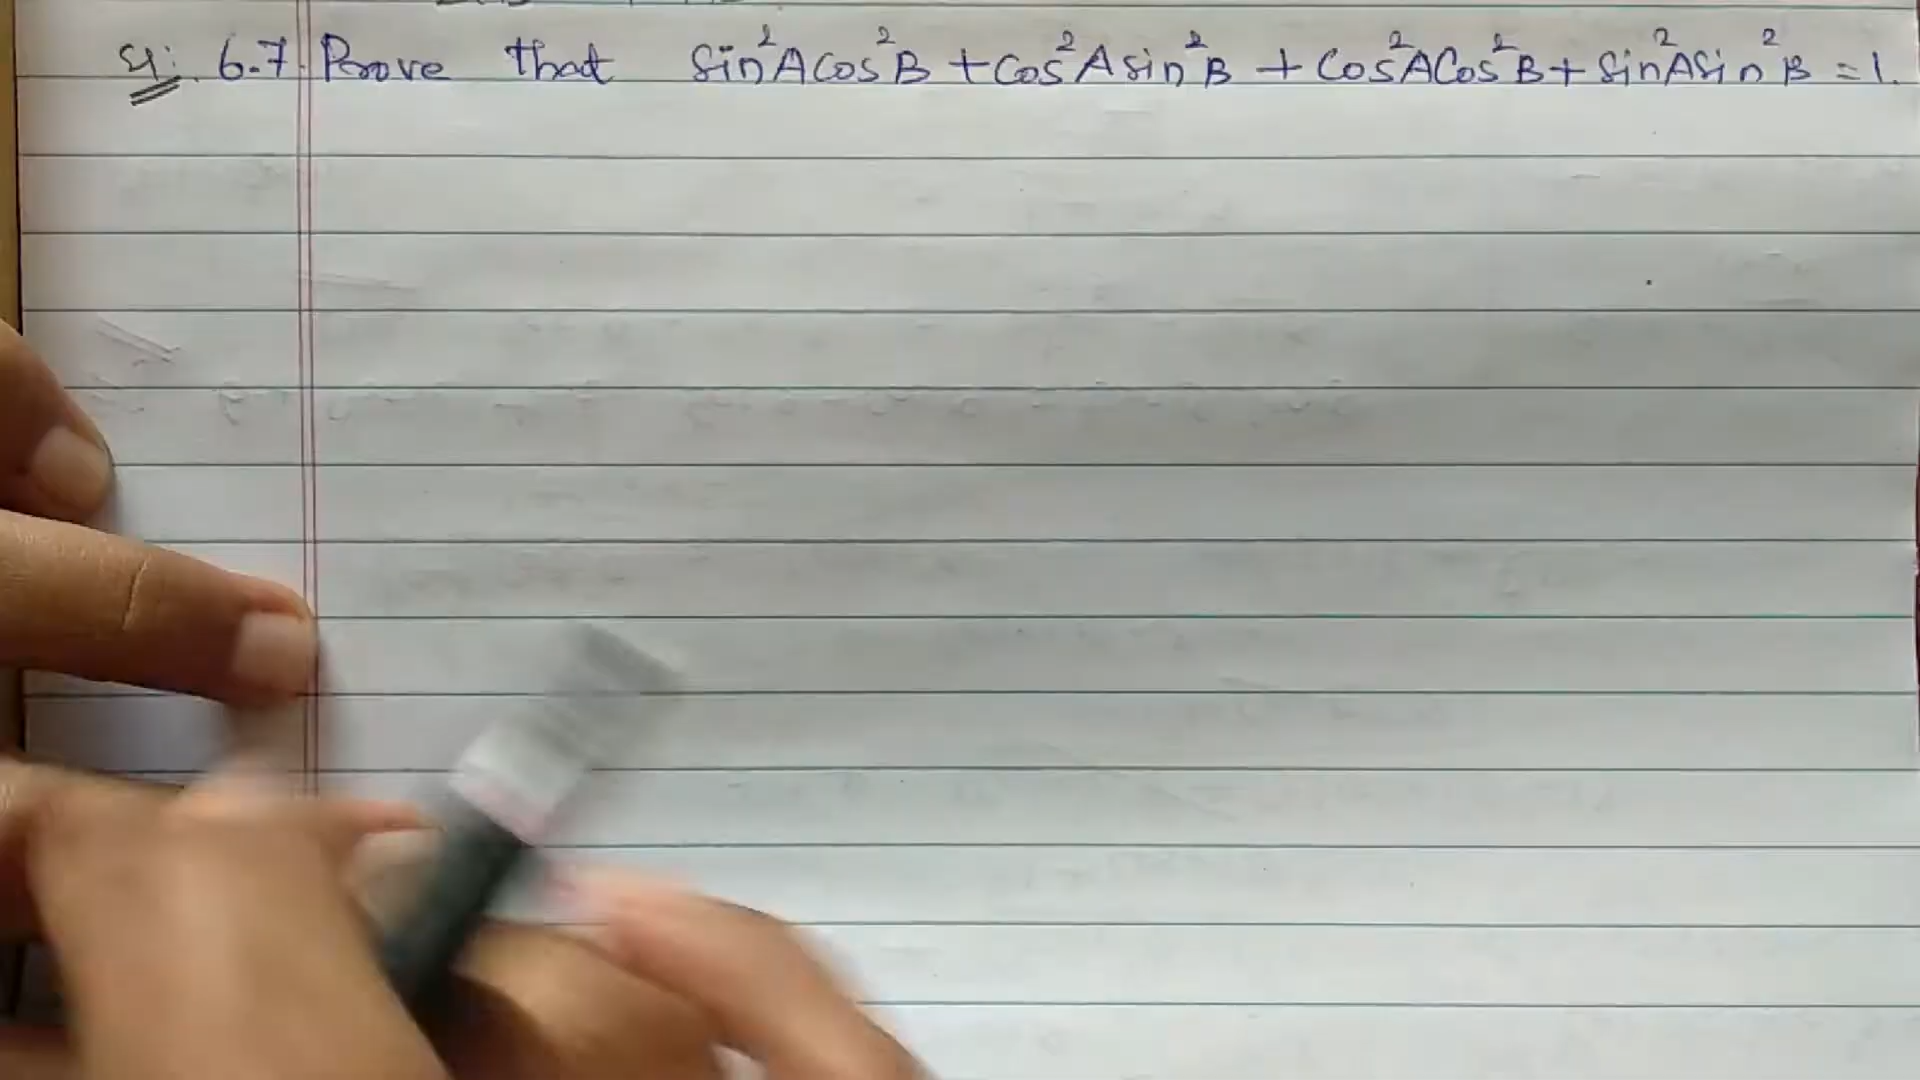 எ.கா: 6.7 Prove that sin²A cos²B + cos²A sin²B + cos²A cos²B + sin²A sin²B = 1.